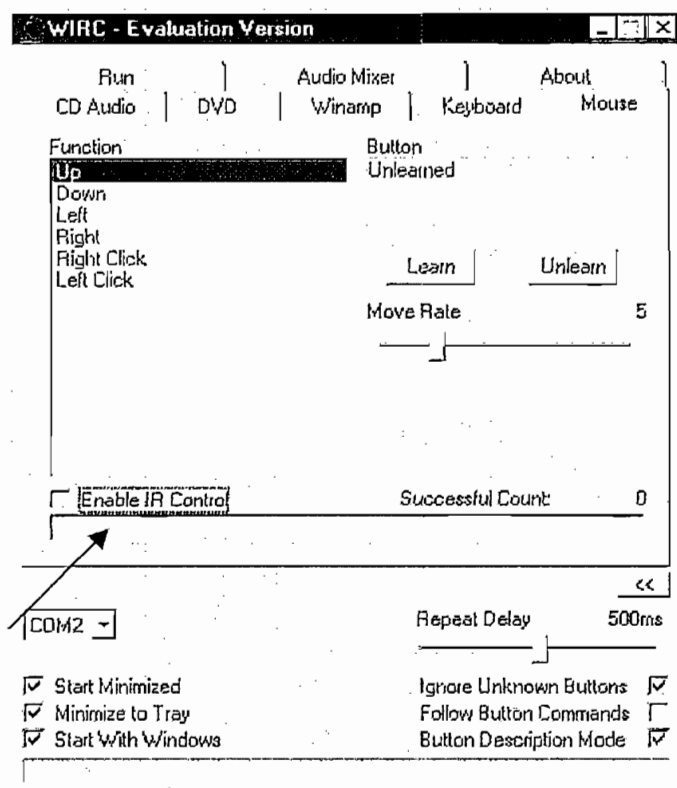 WIRC - Evaluation Version
Run Audio Mixer About
CD Audio DVD Winamp Keyboard Mouse
Function Button
Up Unlearned
Down
Left
Right
Right Click
Left Click
Learn Unlearn
Move Rate 5
Enable IR Control Successful Count: 0
<<
COM2 Repeat Delay 500ms
Start Minimized Ignore Unknown Buttons
Minimize to Tray Follow Button Commands
Start With Windows Button Description Mode